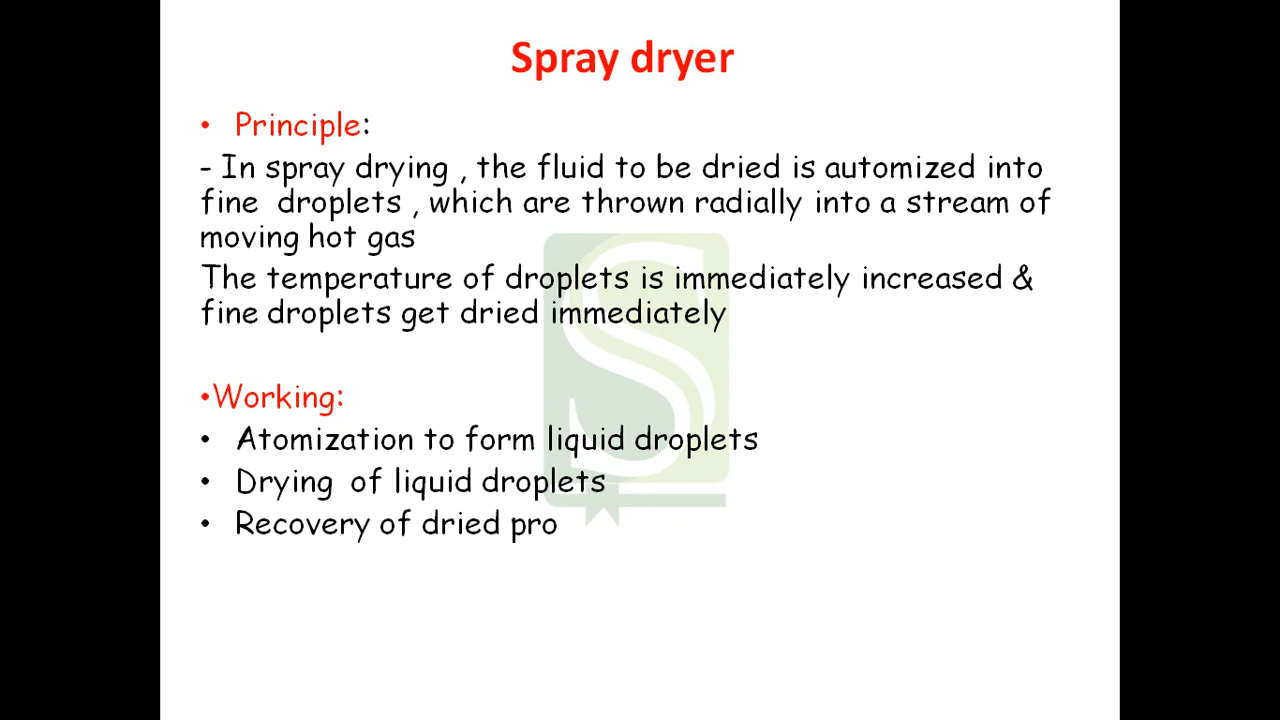 Spray dryer
• Principle:
- In spray drying , the fluid to be dried is automized into
fine droplets , which are thrown radially into a stream of
moving hot gas
The temperature of droplets is immediately increased &
fine droplets get dried immediately
•Working:
• Atomization to form liquid droplets
• Drying of liquid droplets
• Recovery of dried pro